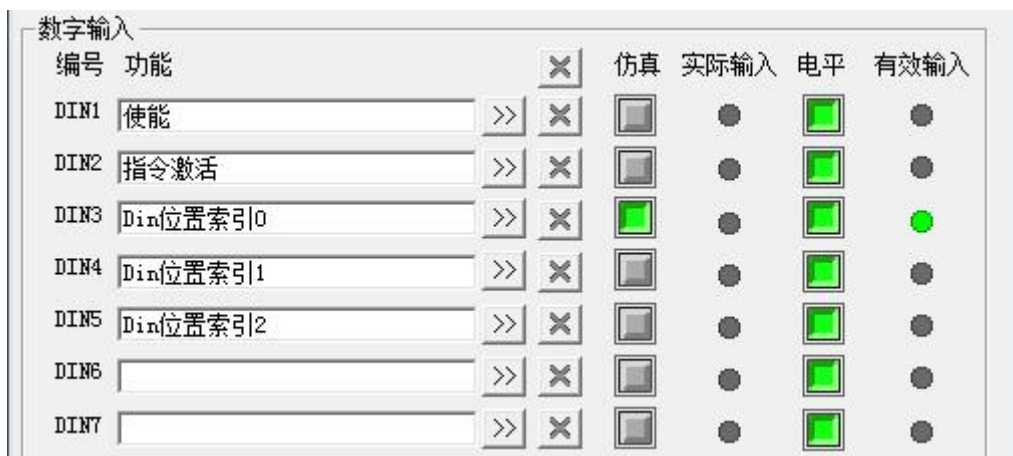 数字输入
编号 功能 仿真 实际输入 电平 有效输入
DIN1 使能 >>
DIN2 指令激活 >>
DIN3 Din位置索引0 >>
DIN4 Din位置索引1 >>
DIN5 Din位置索引2 >>
DIN6 >>
DIN7 >>